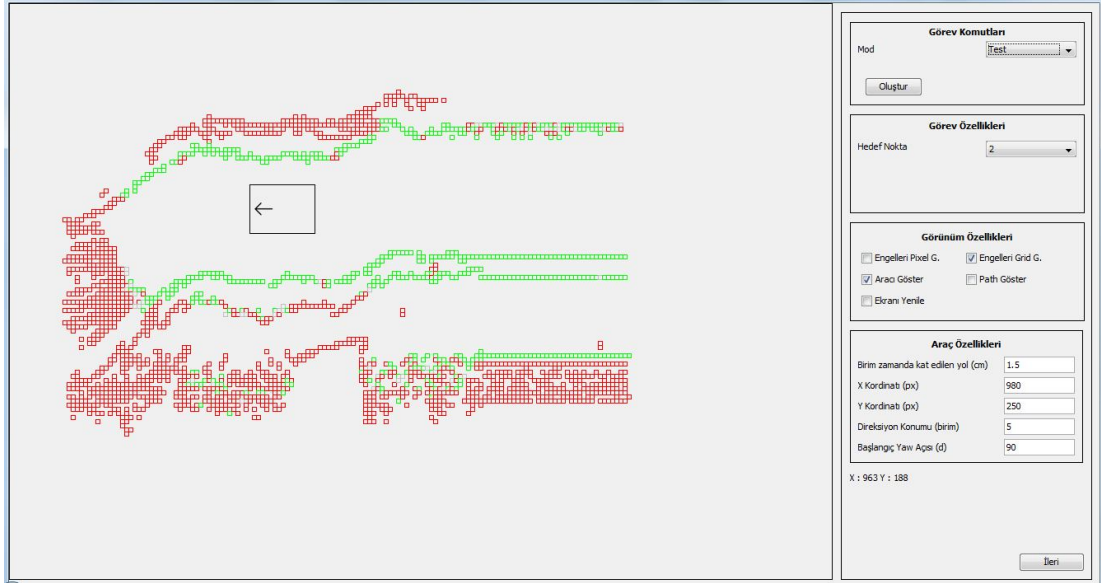 Görev Komutları
Mod Test
Oluştur
Görev Özellikleri
Hedef Nokta 2
Görünüm Özellikleri
Engelleri Pixel G. Engelleri Grid G.
Aracı Göster Path Göster
Ekranı Yenile
Araç Özellikleri
Birim zamanda kat edilen yol (cm) 1.5
X Kordinatı (px) 980
Y Kordinatı (px) 250
Direksiyon Konumu (birim) 5
Başlangıç Yaw Açısı (d) 90
X : 963 Y : 188
İleri